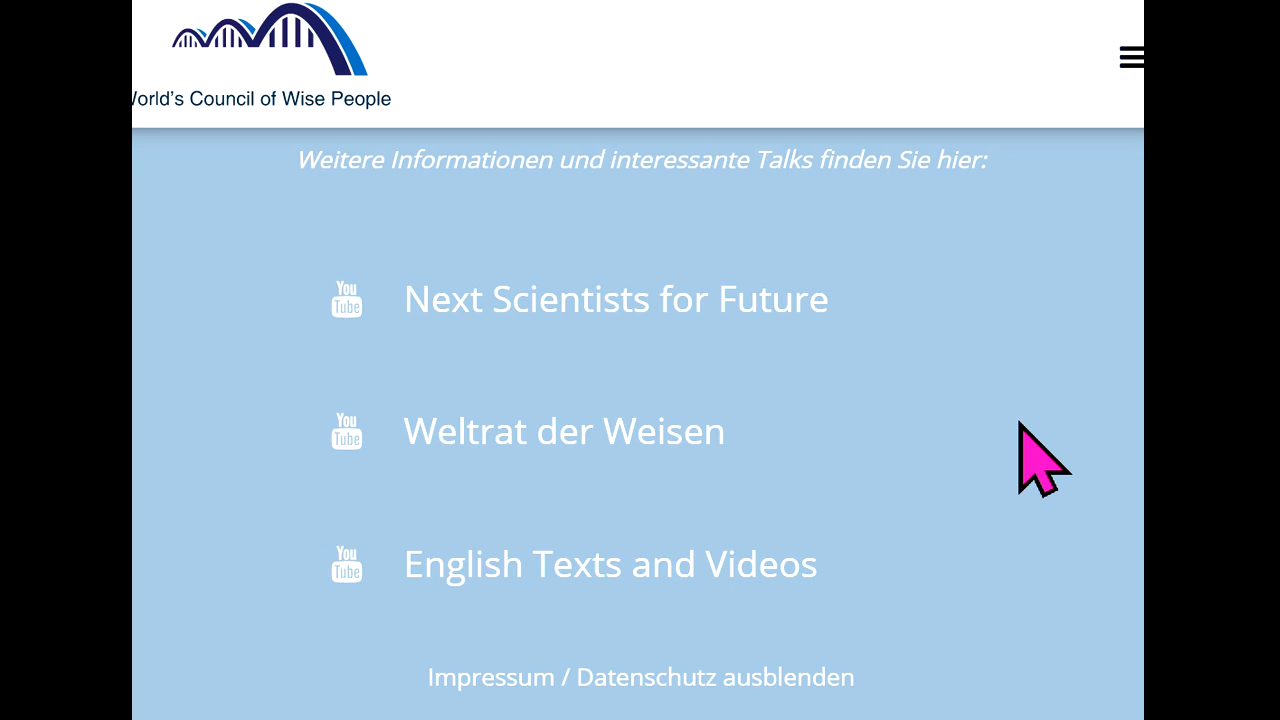 World's Council of Wise People
Weitere Informationen und interessante Talks finden Sie hier:
You
Tube
Next Scientists for Future
You
Tube
Weltrat der Weisen
You
Tube
English Texts and Videos
Impressum / Datenschutz ausblenden